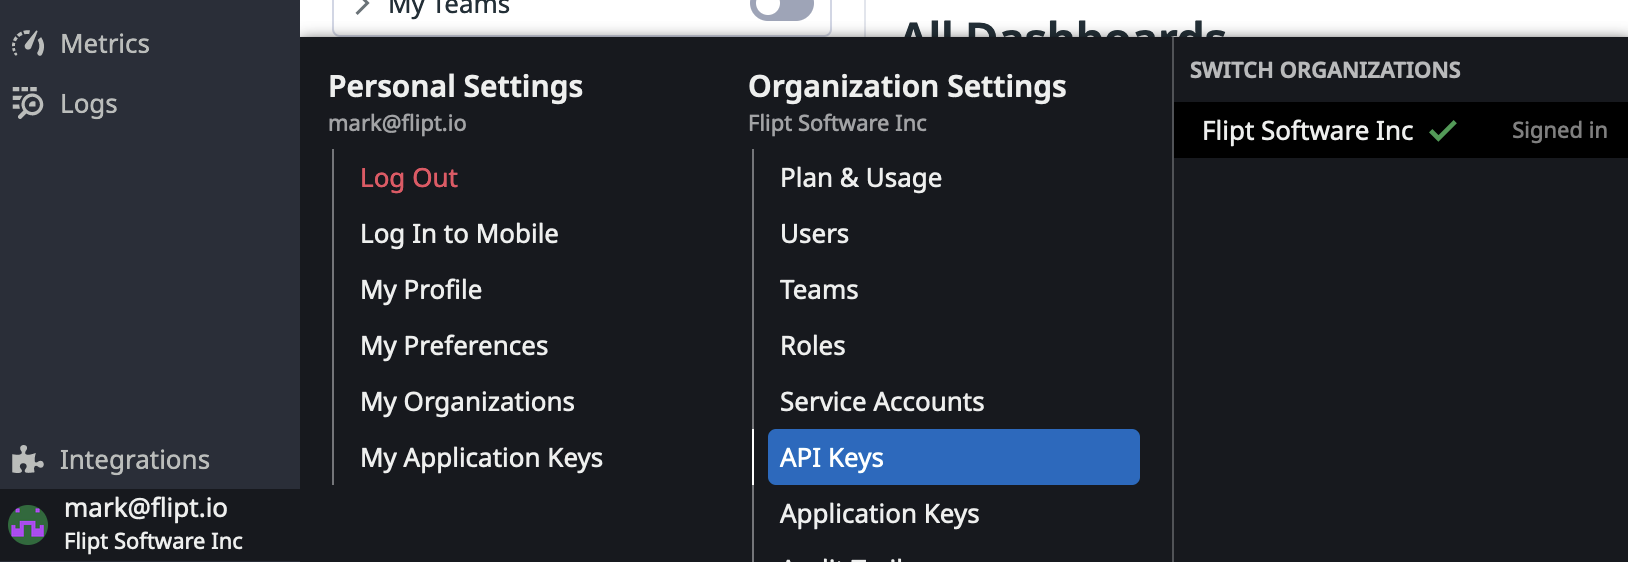 My Teams
All Dashboards
Metrics
Logs
Integrations
mark@flipt.io
Flipt Software Inc
Personal Settings
mark@flipt.io
Log Out
Log In to Mobile
My Profile
My Preferences
My Organizations
My Application Keys
Organization Settings
Flipt Software Inc
Plan & Usage
Users
Teams
Roles
Service Accounts
API Keys
Application Keys
SWITCH ORGANIZATIONS
Flipt Software Inc
Signed in